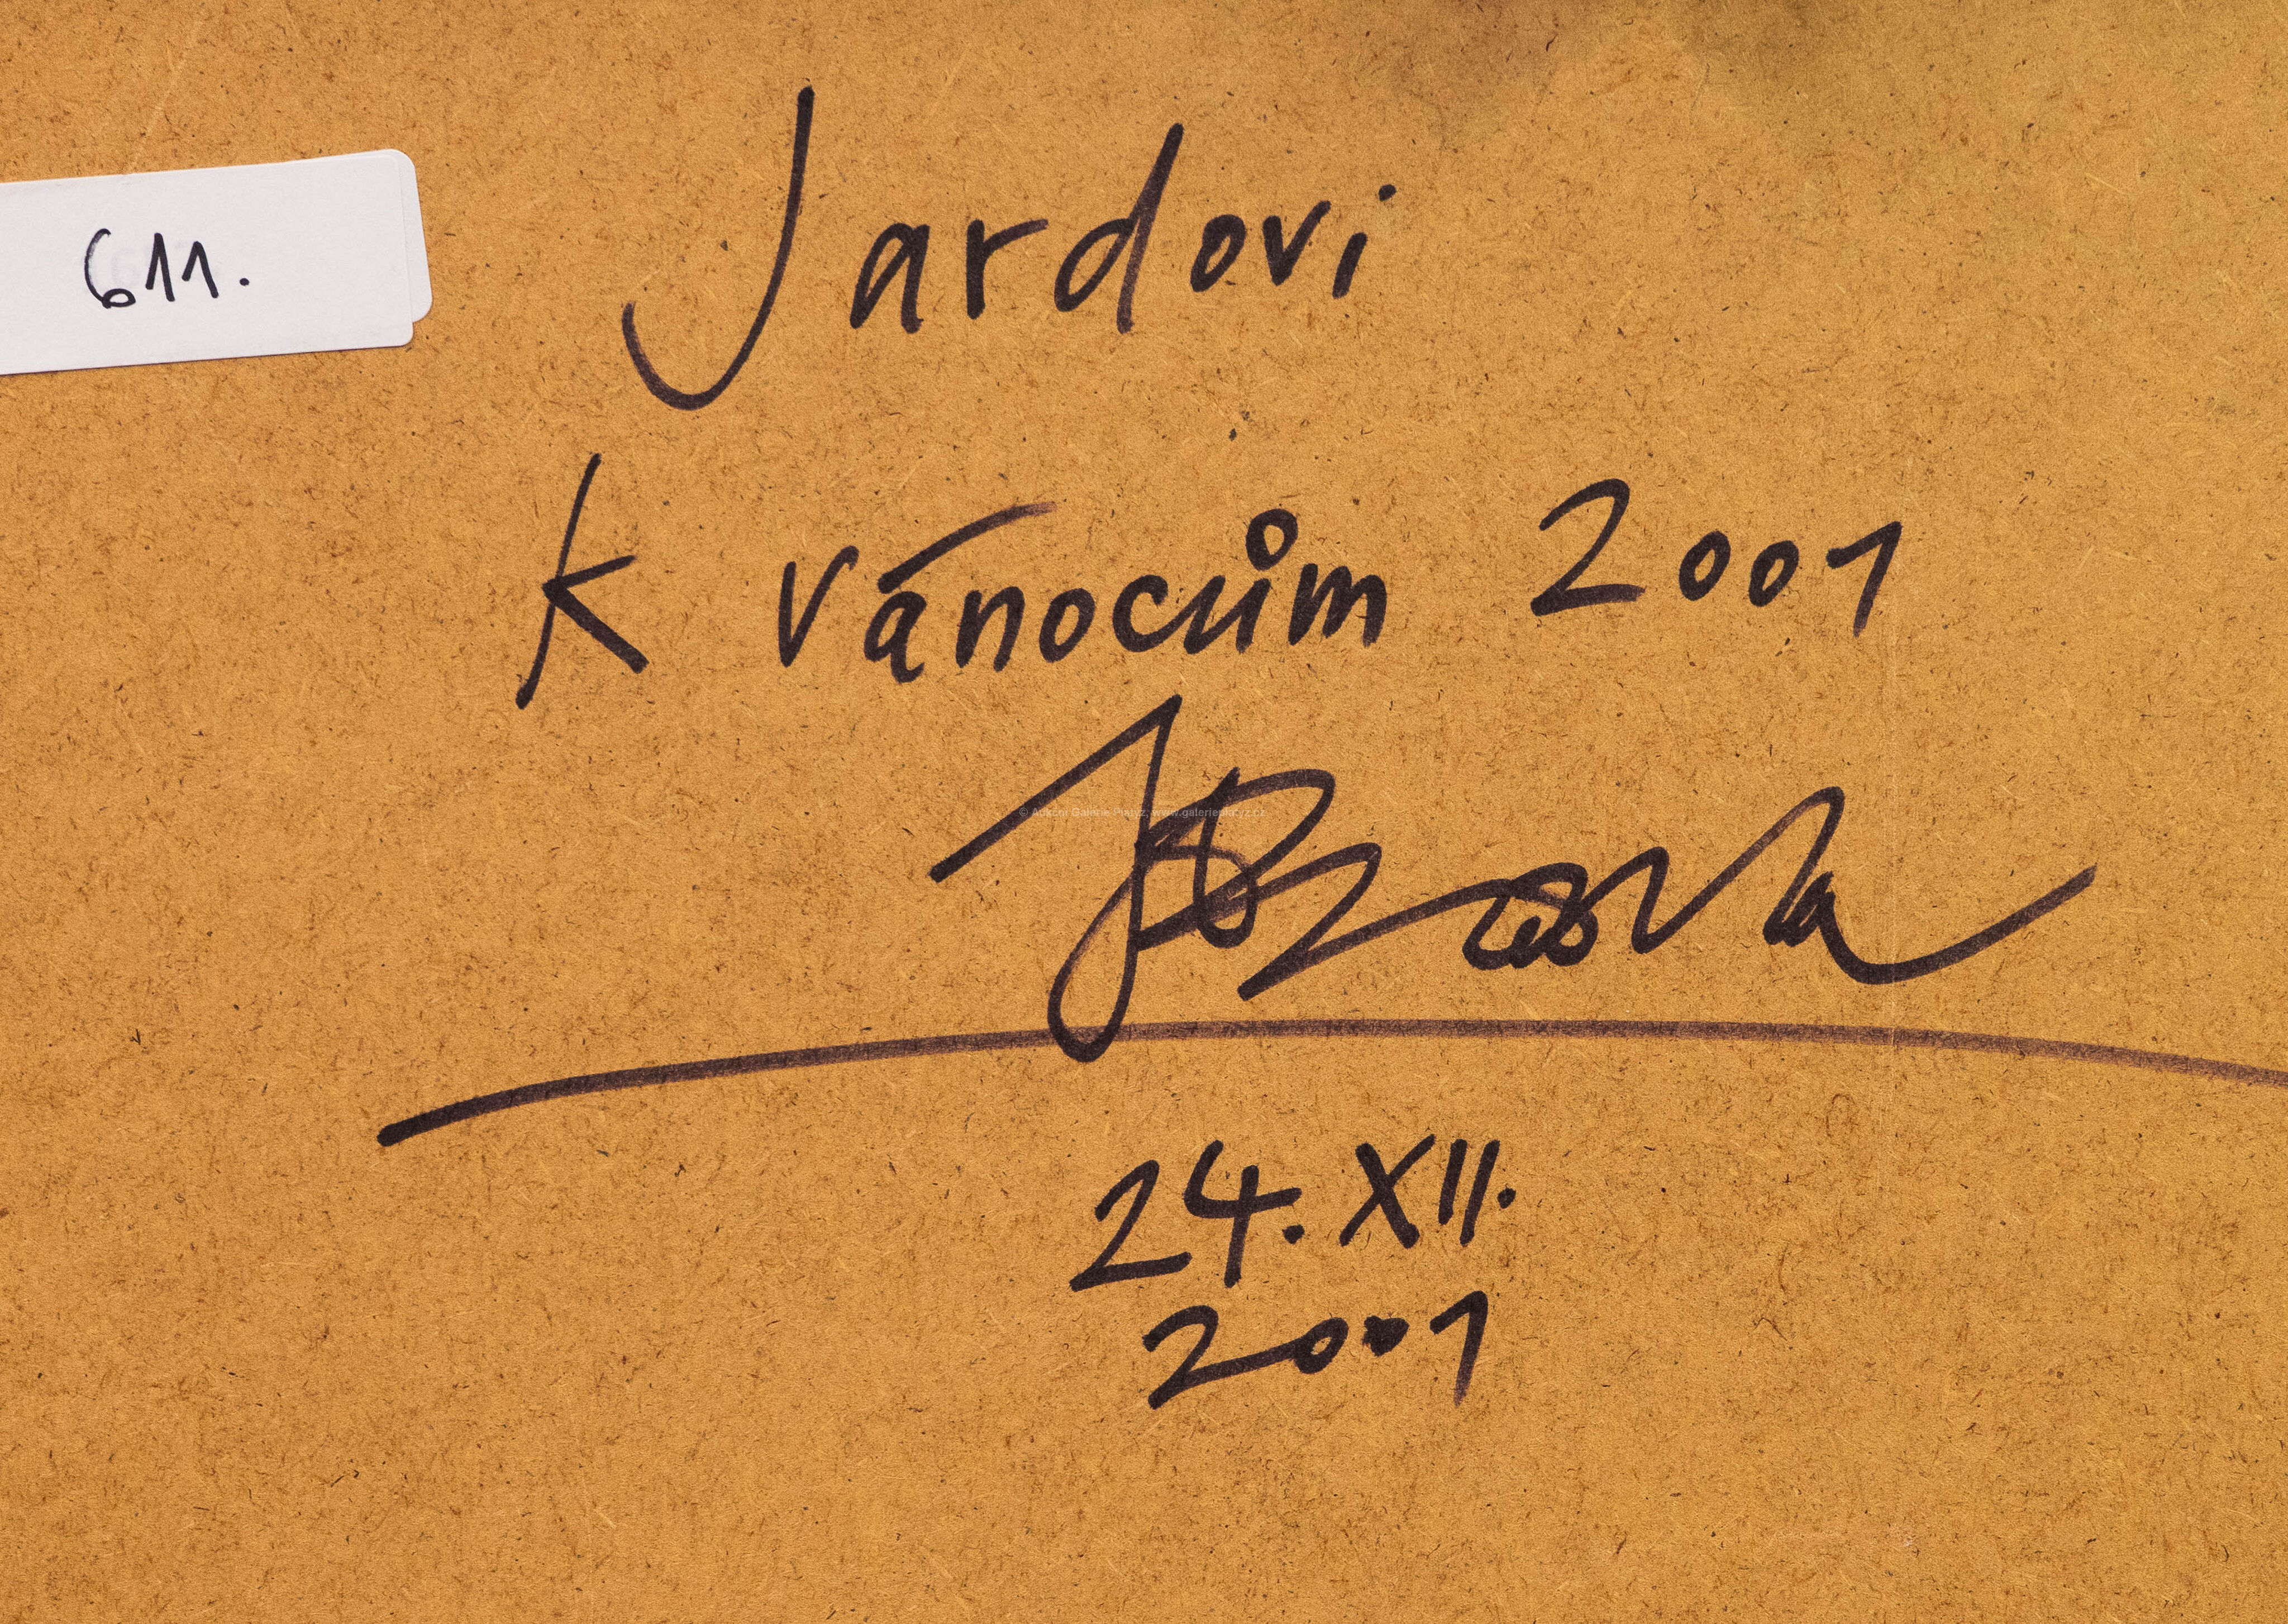 611.
Jardovi
k vánocům 2001
24. XII.
2001